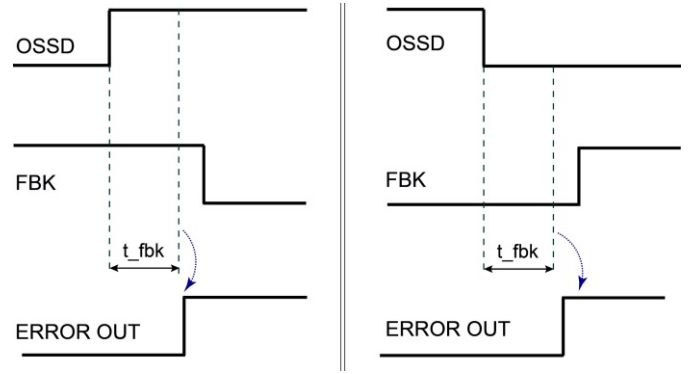 OSSD
FBK
t_fbk
ERROR OUT
OSSD
FBK
t_fbk
ERROR OUT